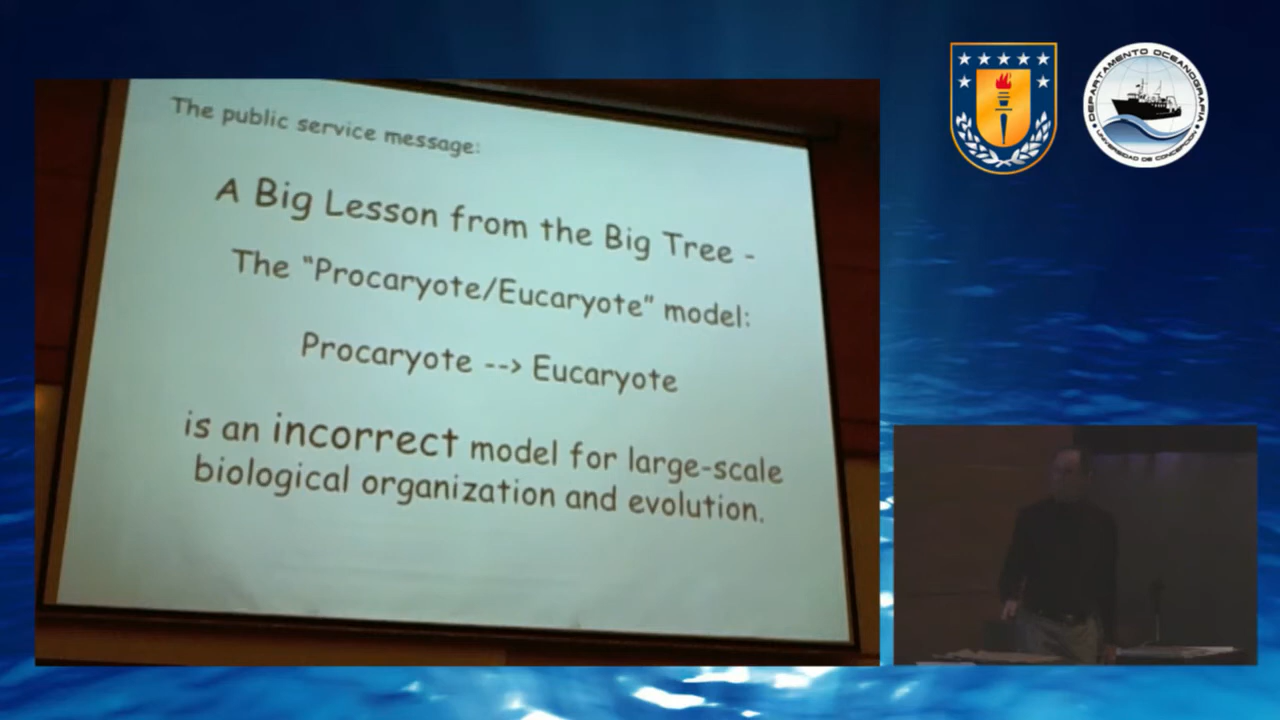 The public service message:
A Big Lesson from the Big Tree -
The "Procaryote/Eucaryote" model:
Procaryote --> Eucaryote
is an incorrect model for large-scale
biological organization and evolution.
DEPARTAMENTO OCEANOGRAFIA
UNIVERSIDAD DE CONCEPCION